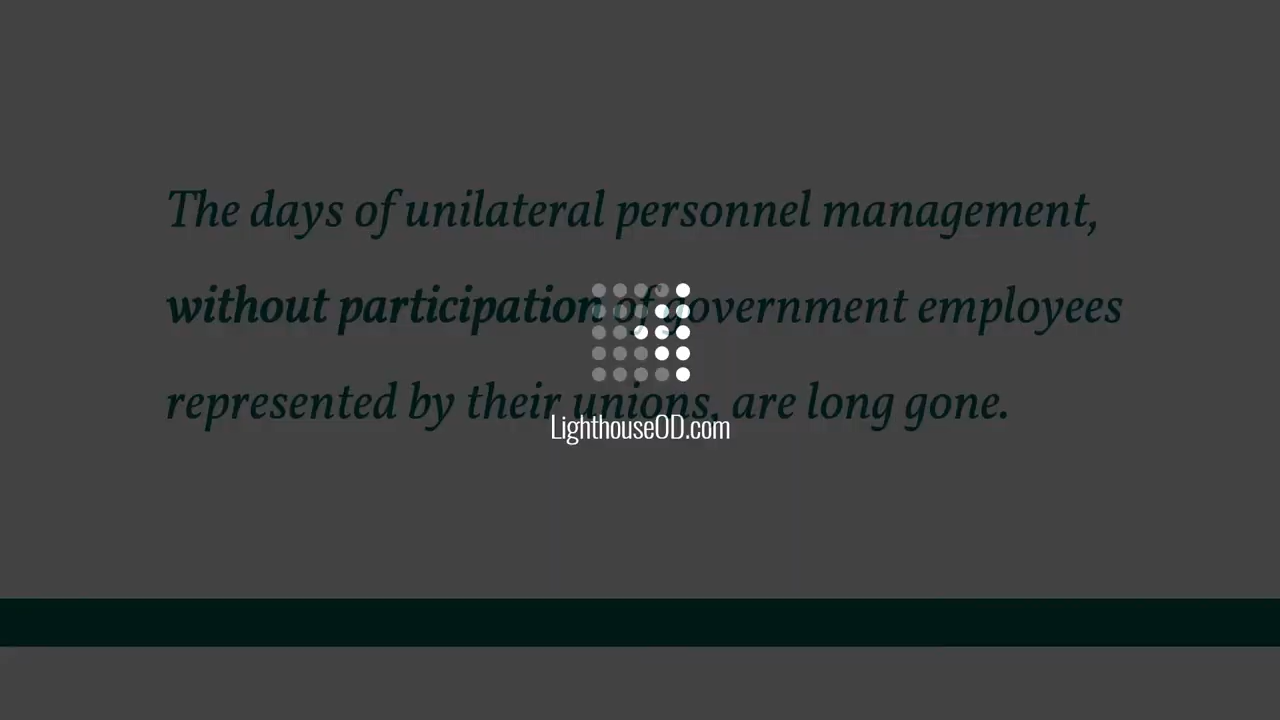 The days of unilateral personnel management,
without participation of government employees
represented by their unions, are long gone.
LighthouseOD.com